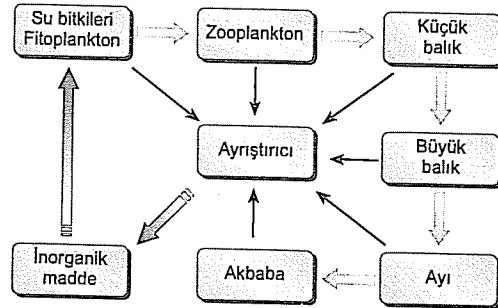 Su bitkileri
Fitoplankton
Zooplankton
Küçük
balık
Ayrıştırıcı
Büyük
balık
İnorganik
madde
Akbaba
Ayı